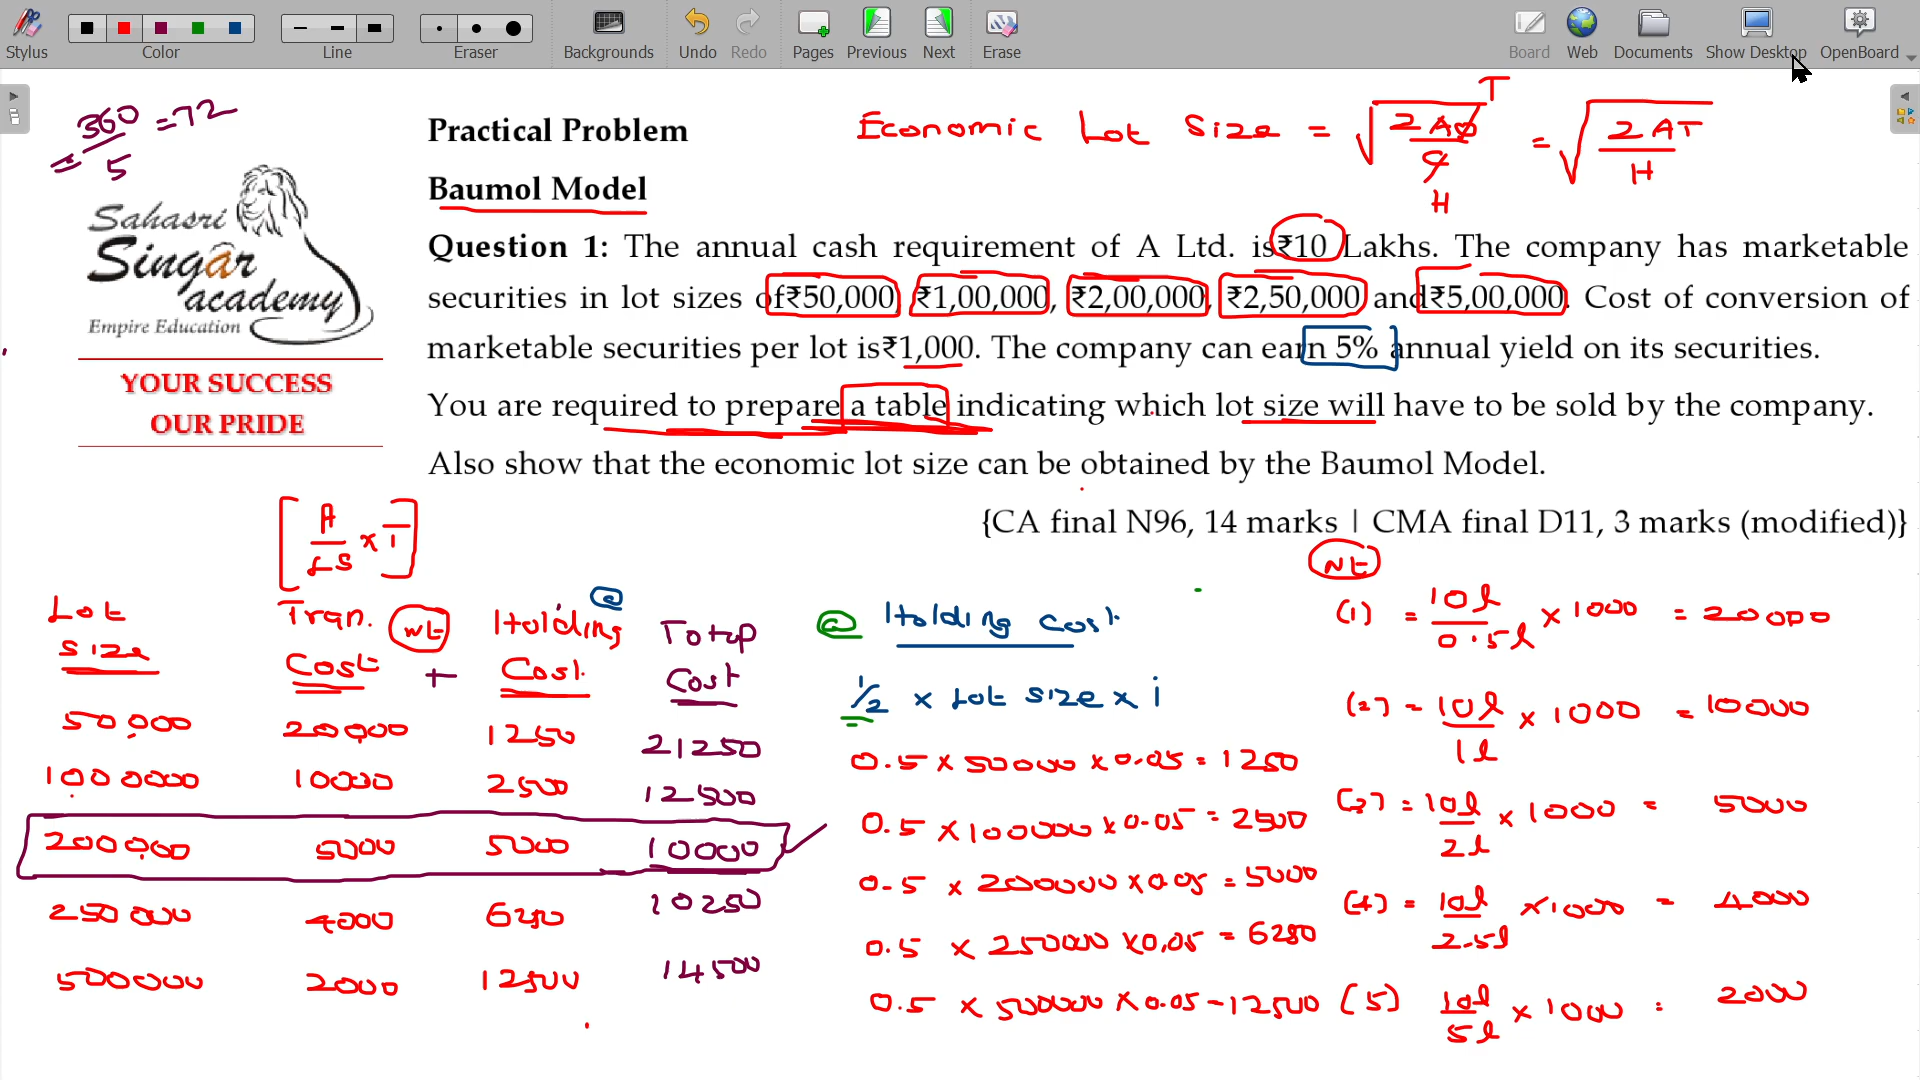 Stylus Color Line Eraser Backgrounds Undo Redo Pages Previous Next Erase Board Web Documents Show Desktop OpenBoard
= 360/5 = 72
Sahasri
Singar
academy
Empire Education
YOUR SUCCESS
OUR PRIDE
Practical Problem
Economic Lot Size = √(2 AO/C) T H = √(2 AT/H)
Baumol Model
Question 1: The annual cash requirement of A Ltd. is₹10 Lakhs. The company has marketable
securities in lot sizes of₹50,000, ₹1,00,000, ₹2,00,000, ₹2,50,000 and₹5,00,000. Cost of conversion of
marketable securities per lot is₹1,000. The company can earn 5% annual yield on its securities.
You are required to prepare a table indicating which lot size will have to be sold by the company.
Also show that the economic lot size can be obtained by the Baumol Model.
{CA final N96, 14 marks | CMA final D11, 3 marks (modified)}
[A/LS × T/1]
Lot Size Tran. Cost + Holding Cost @ Total Cost
50,000 20000 1250 21250
1000000 10000 2500 12500
200000 5000 5000 10000
250000 4000 6250 10250
500000 2000 12500 14500
@ Holding cost
1/2 × Lot size × i
0.5 × 50000 × 0.05 = 1250
0.5 × 100000 × 0.05 = 2500
0.5 × 200000 × 0.05 = 5000
0.5 × 250000 × 0.05 = 6250
0.5 × 500000 × 0.05 = 12500
(1) = 10l/0.5l × 1000 = 20000
(2) = 10l/1l × 1000 = 10000
(3) = 10l/2l × 1000 = 5000
(4) = 10l/2.5l × 1000 = 4000
(5) 10l/5l × 1000 = 2000